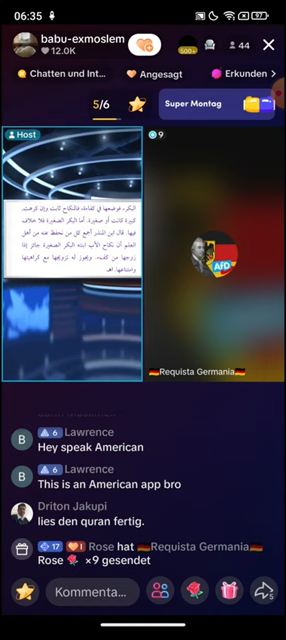 06:35
97
babu-exmoslem
12.0K
500+
44
Chatten und Int...
Angesagt
Erkunden
5/6
Super Montag
Host
9
البكر، فوضعها في كفاءة، فالنكاح ثابت وإن كرهت،
كبيرة كانت أو صغيرة. أما البكر الصغيرة فلا خلاف
فيها. قال ابن المنذر أجمع كل من نحفظ عنه من أهل
العلم أن نكاح الأب ابنته البكر الصغيرة جائز إذا
زوجها من كفء. ويجوز له تزويجها مع كراهيتها
وامتناعها. اهـ
AfD
Requista Germania
B
6 Lawrence
Hey speak American
B
6 Lawrence
This is an American app bro
Driton Jakupi
lies den quran fertig.
17 1 Rose hat Requista Germania
Rose ×9 gesendet
Kommenta...
5